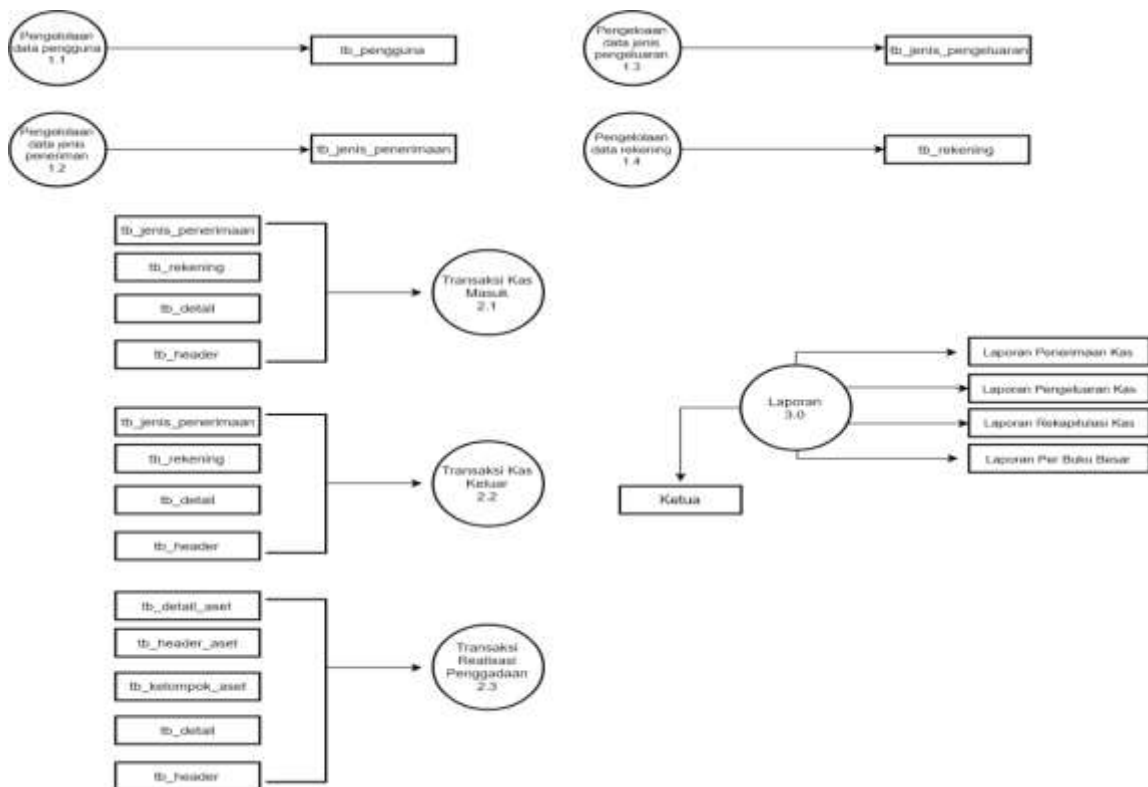 Pengelolaan
data pengguna
1.1
tb_pengguna
Pengeloaan
data jenis
pengeluaran
1.3
tb_jenis_pengeluaran
Pengelolaan
data jenis
peneriman
1.2
tb_jenis_penerimaan
Pengelolaan
data rekening
1.4
tb_rekening
tb_jenis_penerimaan
tb_rekening
tb_detail
tb_header
Transaksi Kas
Masuk
2.1
tb_jenis_penerimaan
tb_rekening
tb_detail
tb_header
Transaksi Kas
Keluar
2.2
Laporan
3.0
Laporan Penerimaan Kas
Laporan Pengeluaran Kas
Laporan Rekapitulasi Kas
Laporan Per Buku Besar
Ketua
tb_detail_aset
tb_header_aset
tb_kelompok_aset
tb_detail
tb_header
Transaksi
Realisasi
Penggadaan
2.3